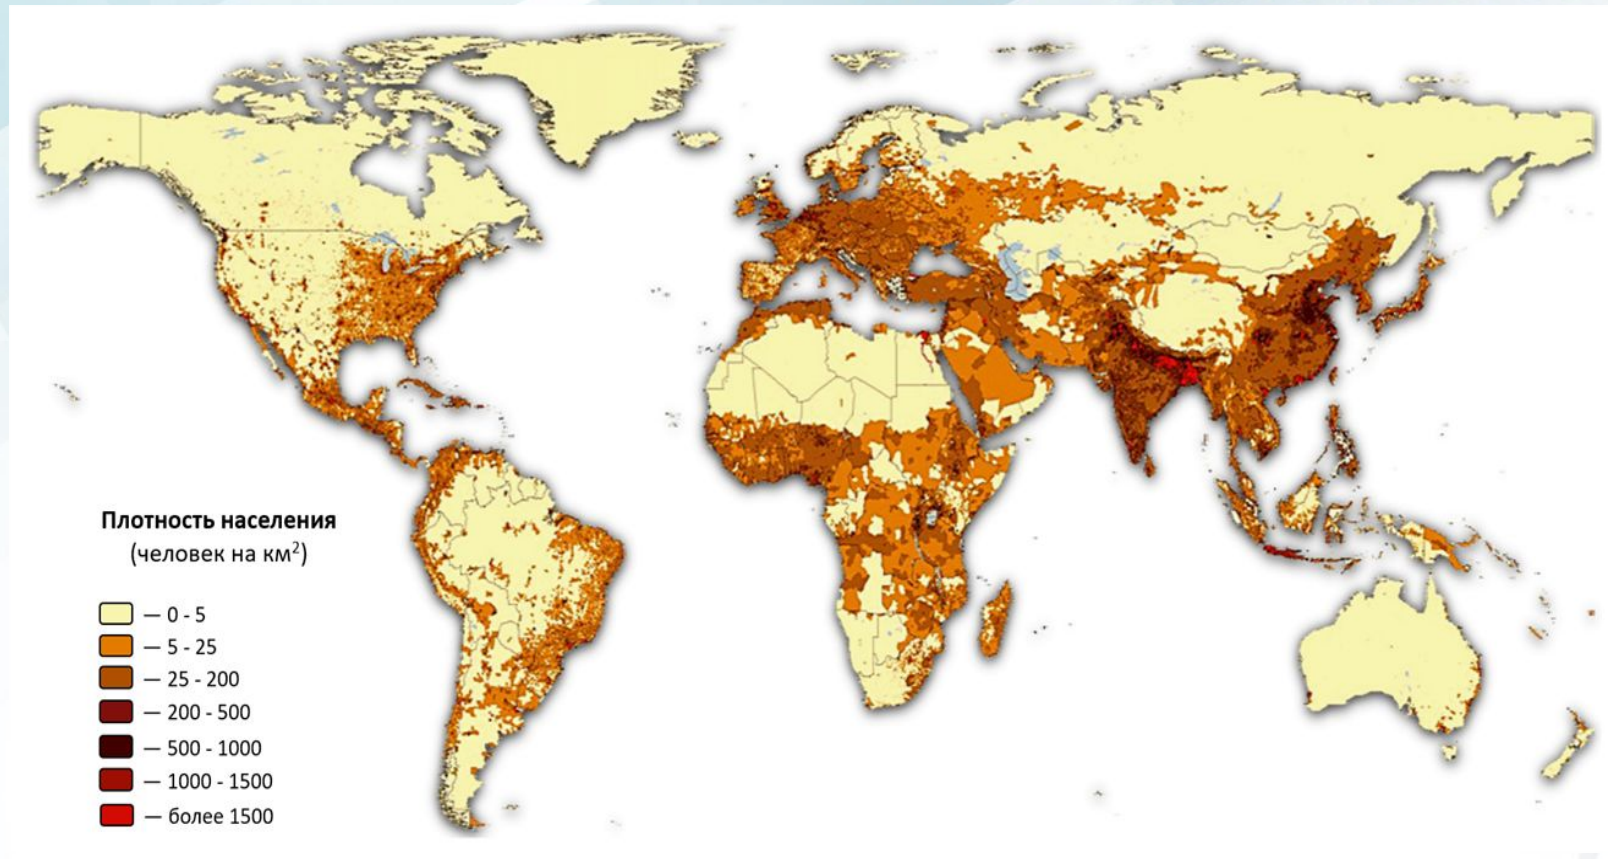 Плотность населения
(человек на км²)
— 0 - 5
— 5 - 25
— 25 - 200
— 200 - 500
— 500 - 1000
— 1000 - 1500
— более 1500